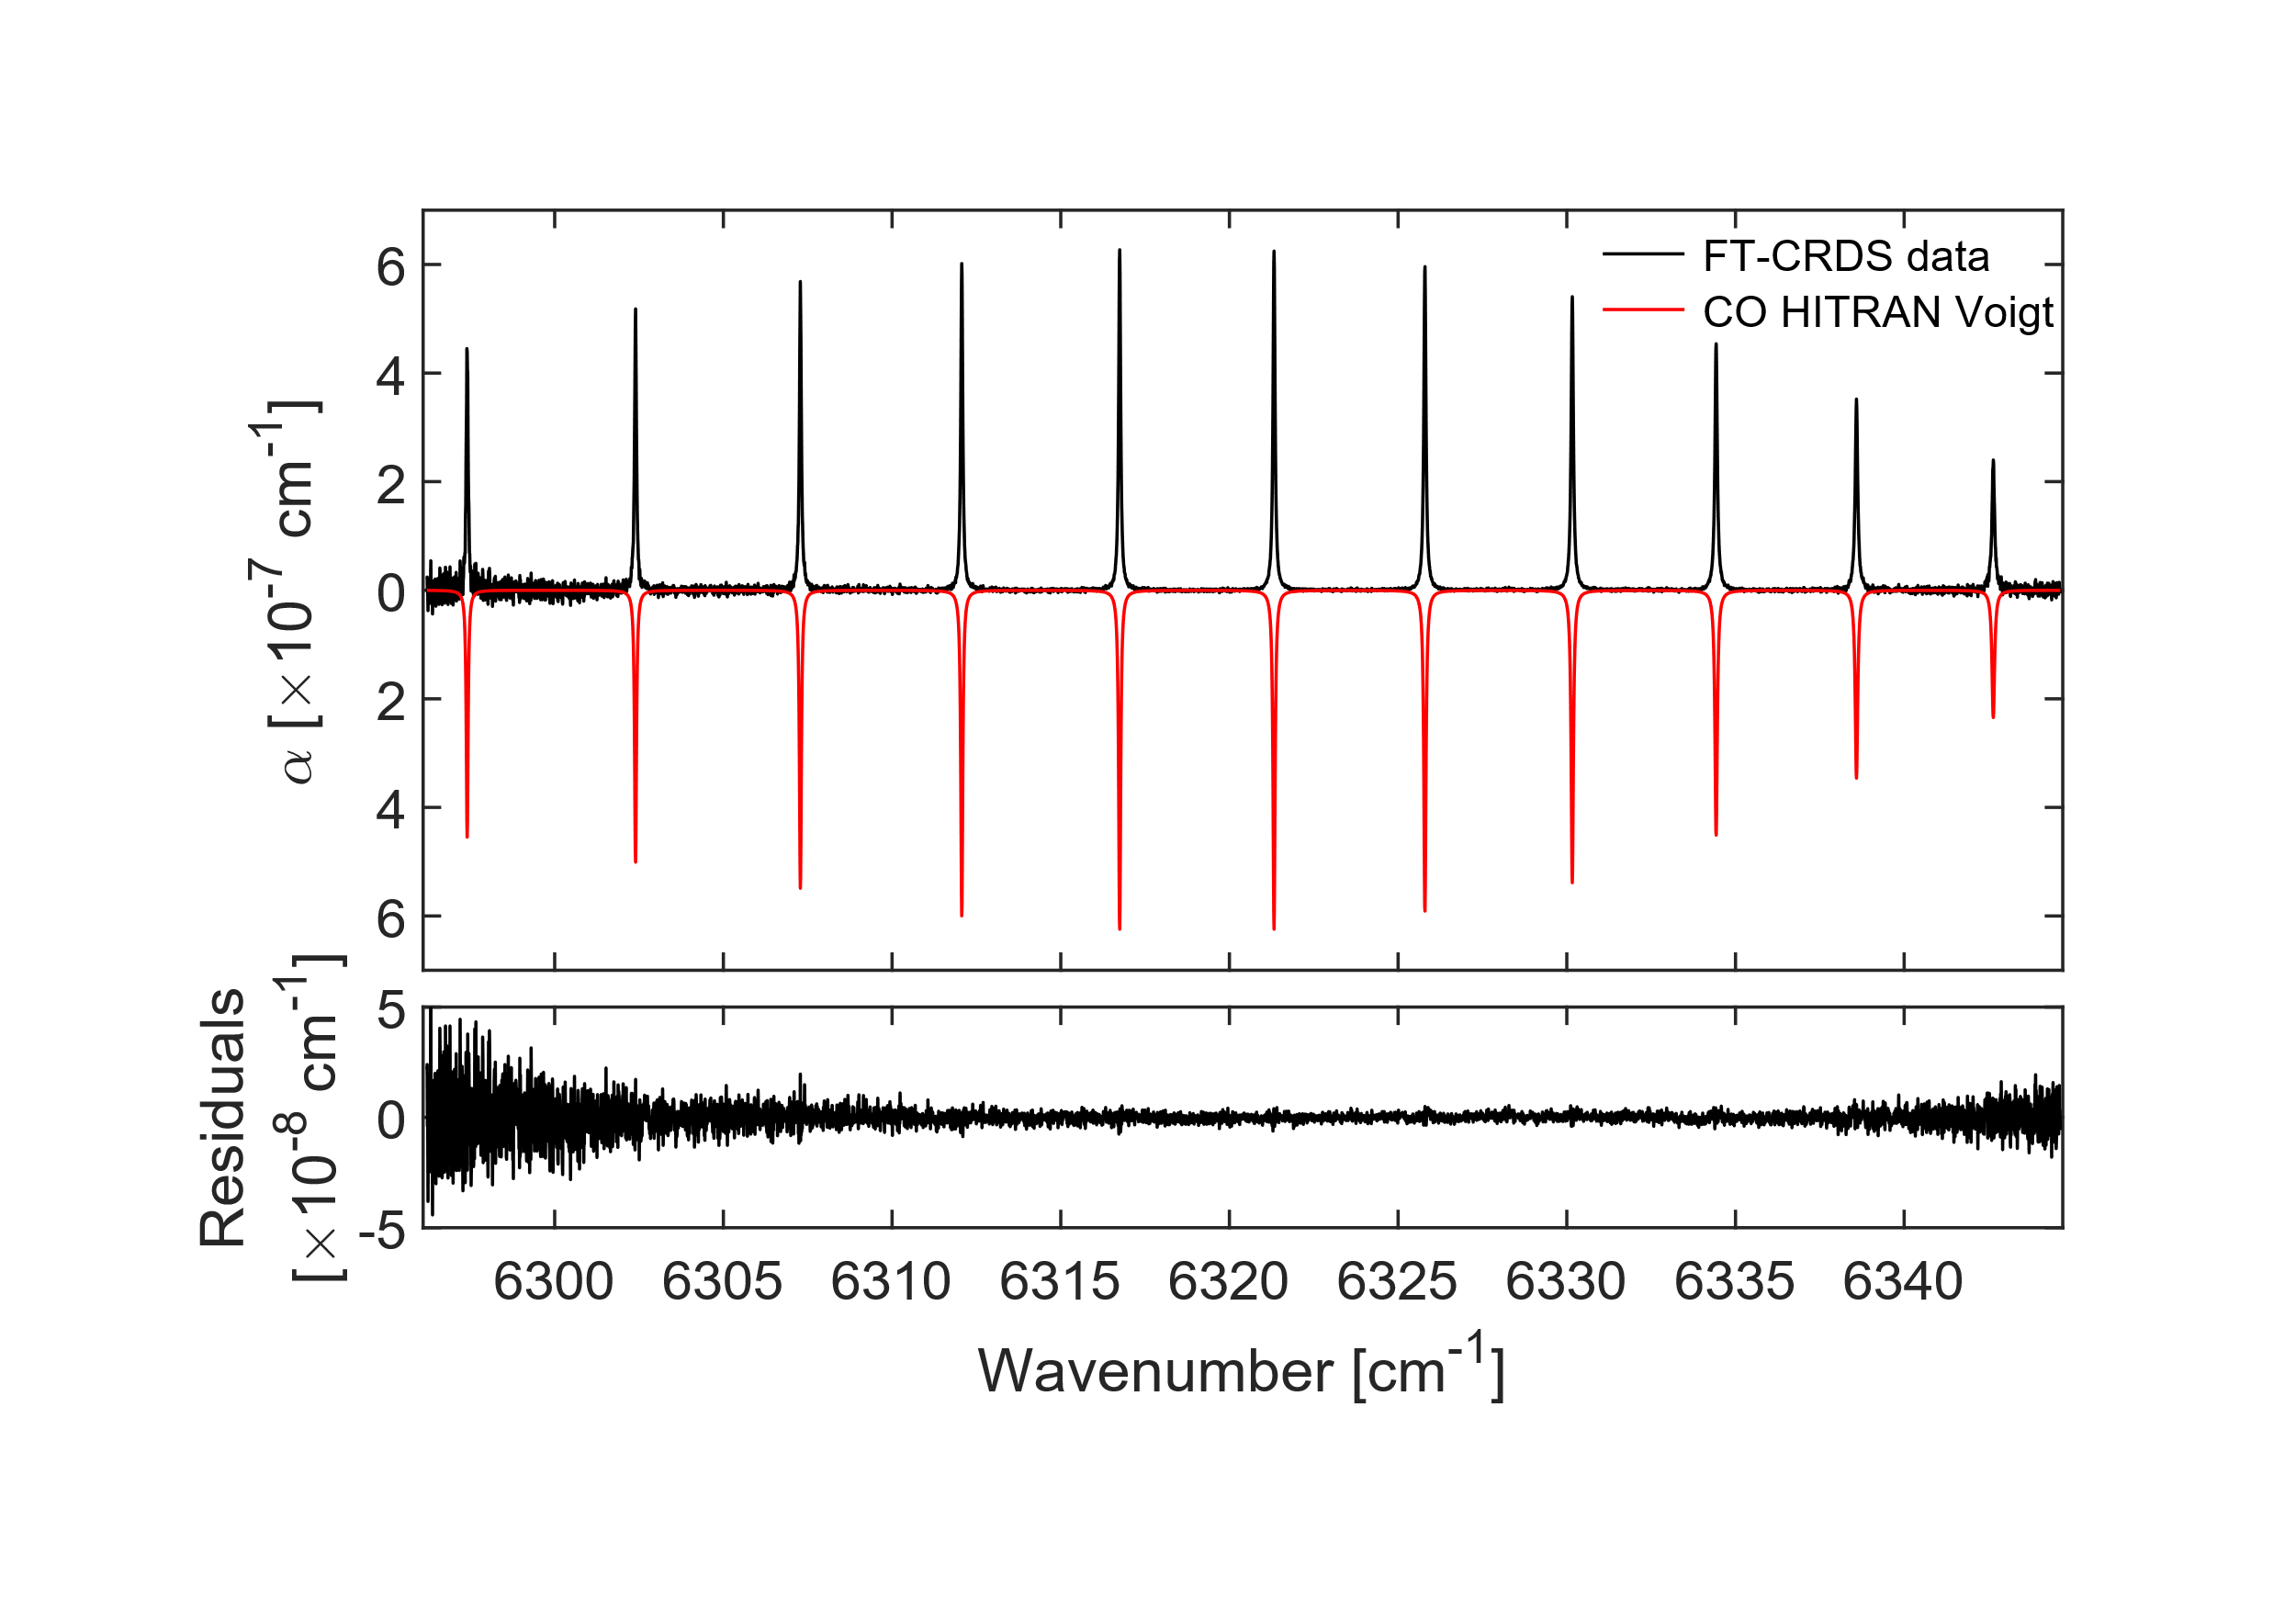 FT-CRDS data
CO HITRAN Voigt
α [×10-7 cm-1]
6
4
2
0
2
4
6
Residuals
[×10-8 cm-1]
5
0
-5
6300 6305 6310 6315 6320 6325 6330 6335 6340
Wavenumber [cm-1]